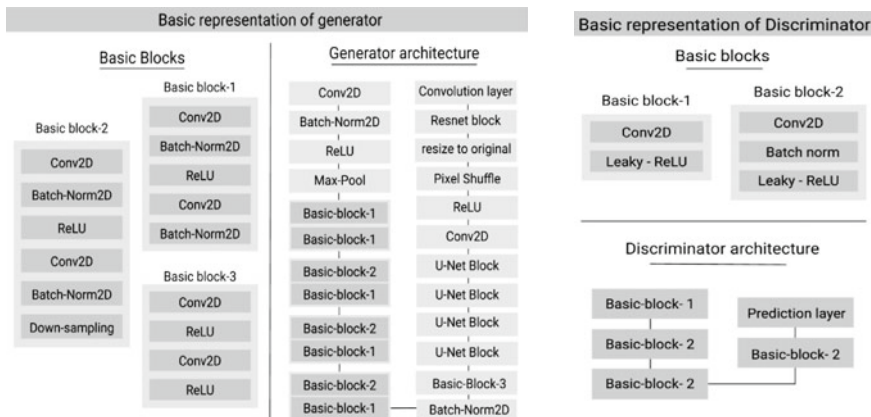 Basic representation of generator
Basic Blocks
Basic block-2
Conv2D
Batch-Norm2D
ReLU
Conv2D
Batch-Norm2D
Down-sampling
Basic block-1
Conv2D
Batch-Norm2D
ReLU
Conv2D
Batch-Norm2D
Basic block-3
Conv2D
ReLU
Conv2D
ReLU
Generator architecture
Conv2D
Batch-Norm2D
ReLU
Max-Pool
Basic-block-1
Basic-block-1
Basic-block-2
Basic-block-1
Basic-block-2
Basic-block-1
Basic-block-2
Basic-block-1
Convolution layer
Resnet block
resize to original
Pixel Shuffle
ReLU
Conv2D
U-Net Block
U-Net Block
U-Net Block
U-Net Block
Basic-Block-3
Batch-Norm2D
Basic representation of Discriminator
Basic blocks
Basic block-1
Conv2D
Leaky - ReLU
Basic block-2
Conv2D
Batch norm
Leaky - ReLU
Discriminator architecture
Basic-block- 1
Basic-block- 2
Basic-block- 2
Prediction layer
Basic-block- 2